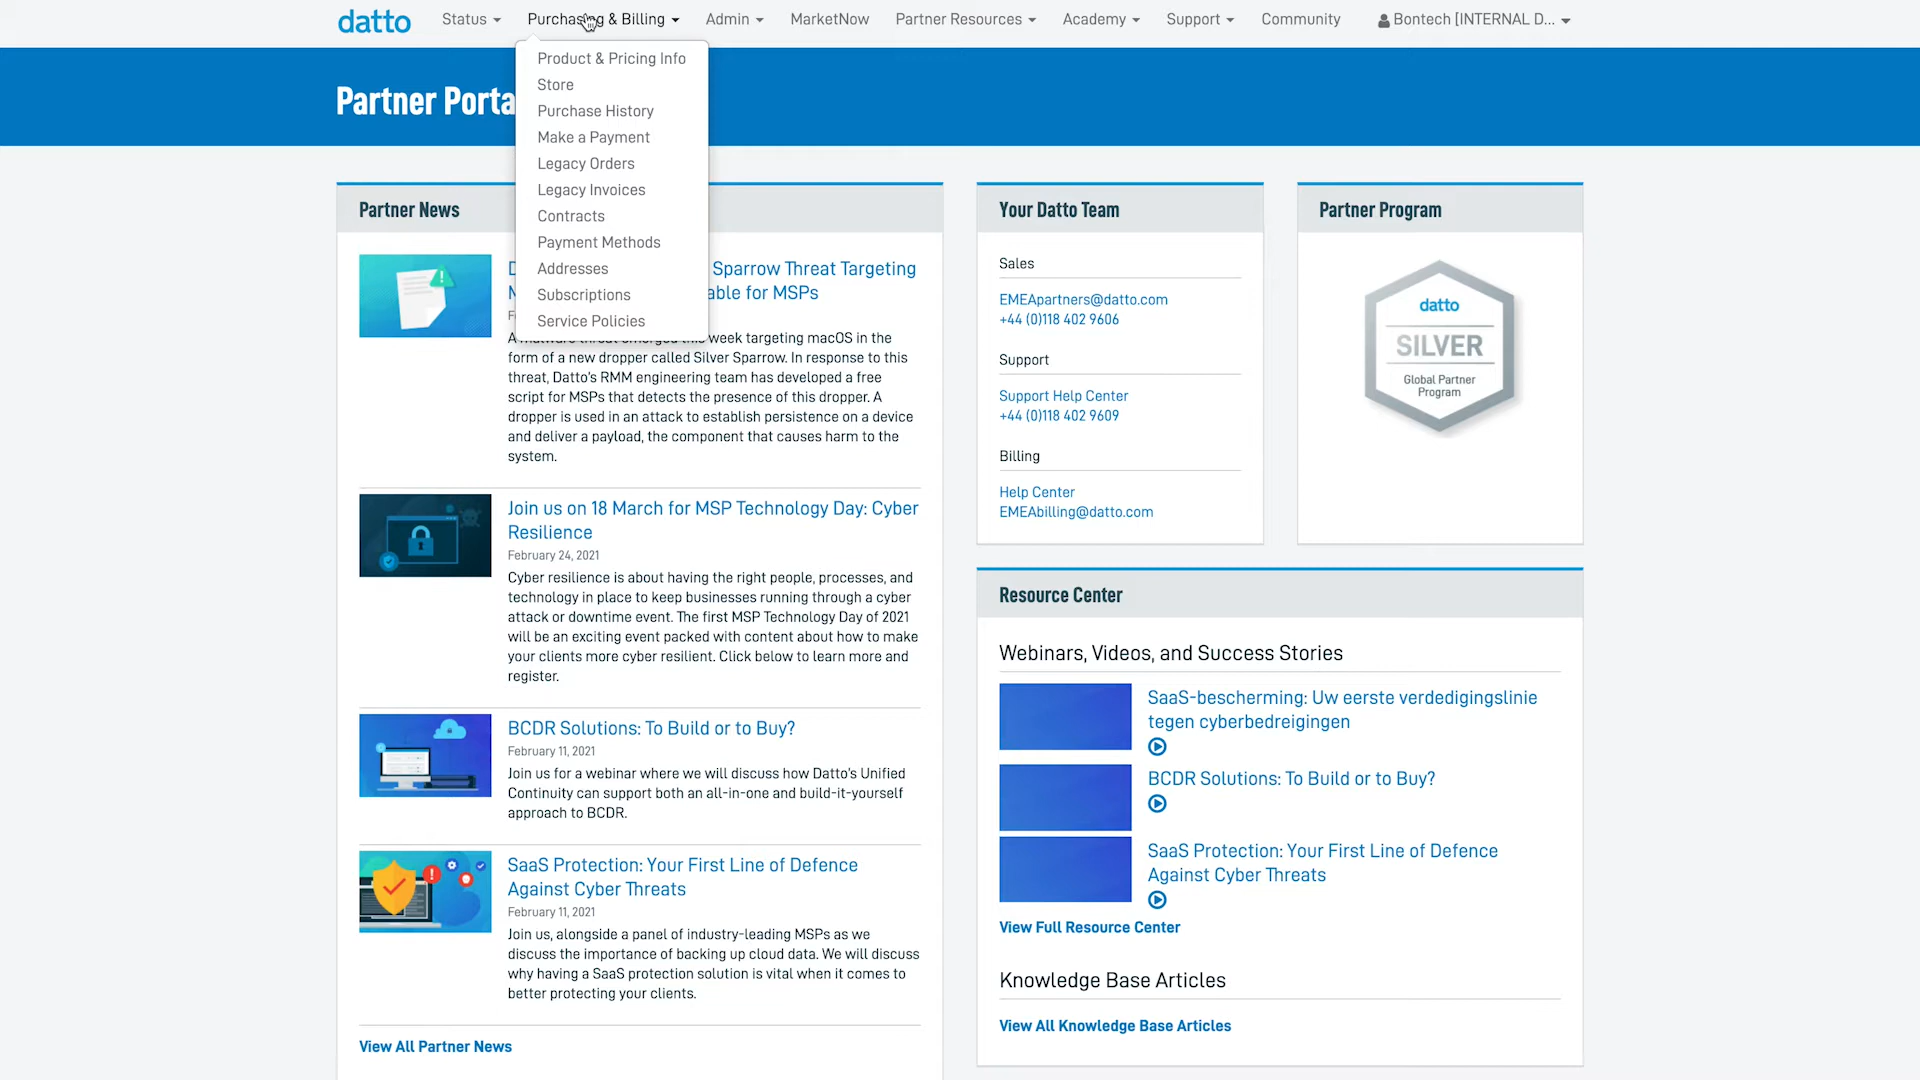 datto
Status
Purchasing & Billing
Admin
MarketNow
Partner Resources
Academy
Support
Community
Bontech [INTERNAL D...
Product & Pricing Info
Store
Purchase History
Make a Payment
Legacy Orders
Legacy Invoices
Contracts
Payment Methods
Addresses
Subscriptions
Service Policies
Partner Porta
Partner News
D
Sparrow Threat Targeting
able for MSPs
week targeting macOS in the
form of a new dropper called Silver Sparrow. In response to this
threat, Datto's RMM engineering team has developed a free
script for MSPs that detects the presence of this dropper. A
dropper is used in an attack to establish persistence on a device
and deliver a payload, the component that causes harm to the
system.
Join us on 18 March for MSP Technology Day: Cyber
Resilience
February 24, 2021
Cyber resilience is about having the right people, processes, and
technology in place to keep businesses running through a cyber
attack or downtime event. The first MSP Technology Day of 2021
will be an exciting event packed with content about how to make
your clients more cyber resilient. Click below to learn more and
register.
BCDR Solutions: To Build or to Buy?
February 11, 2021
Join us for a webinar where we will discuss how Datto's Unified
Continuity can support both an all-in-one and build-it-yourself
approach to BCDR.
SaaS Protection: Your First Line of Defence
Against Cyber Threats
February 11, 2021
Join us, alongside a panel of industry-leading MSPs as we
discuss the importance of backing up cloud data. We will discuss
why having a SaaS protection solution is vital when it comes to
better protecting your clients.
View All Partner News
Your Datto Team
Sales
EMEApartners@datto.com
+44 (0)118 402 9606
Support
Support Help Center
+44 (0)118 402 9609
Billing
Help Center
EMEAbilling@datto.com
Partner Program
datto
SILVER
Global Partner
Program
Resource Center
Webinars, Videos, and Success Stories
SaaS-bescherming: Uw eerste verdedigingslinie
tegen cyberbedreigingen
BCDR Solutions: To Build or to Buy?
SaaS Protection: Your First Line of Defence
Against Cyber Threats
View Full Resource Center
Knowledge Base Articles
View All Knowledge Base Articles